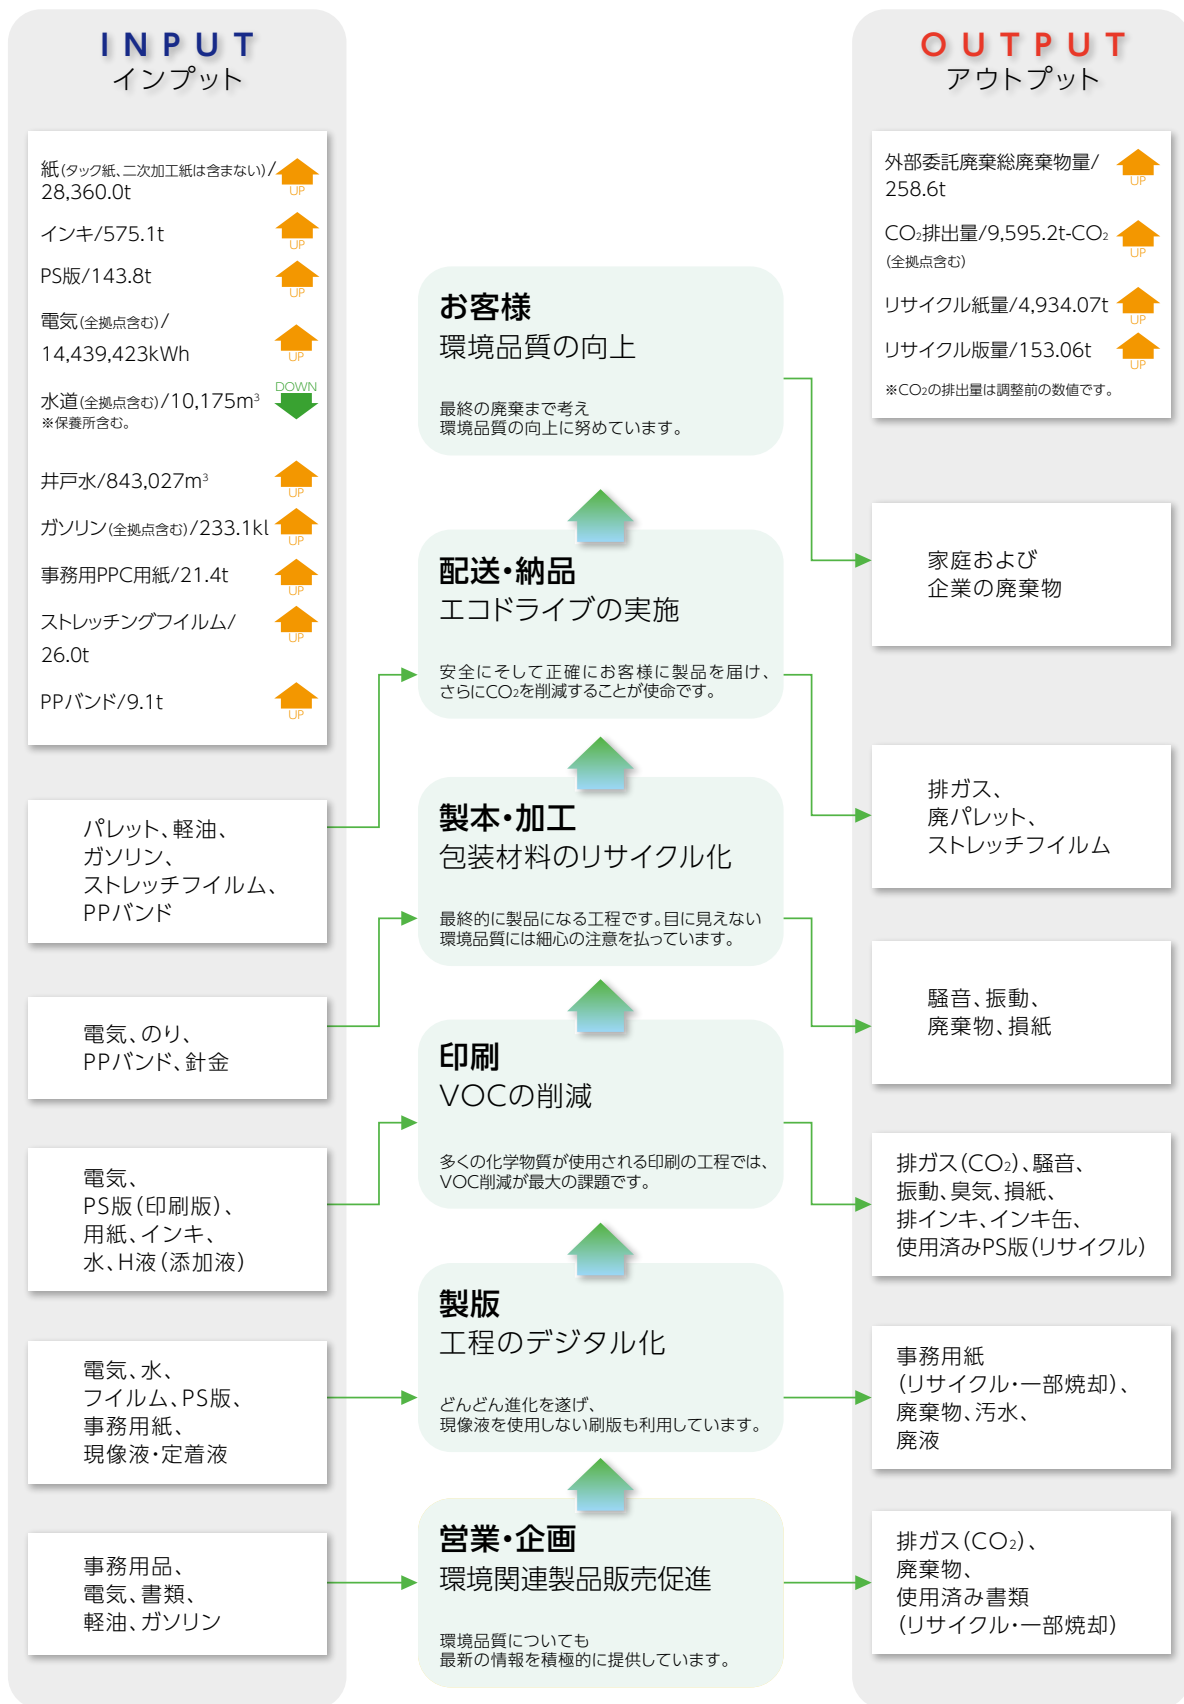 INPUT
インプット
紙(タック紙、二次加工紙は含まない)/
28,360.0t
UP
インキ/575.1t
UP
PS版/143.8t
UP
電気(全拠点含む)/
14,439,423kWh
UP
水道(全拠点含む)/10,175m³
DOWN
※保養所含む。
井戸水/843,027m³
UP
ガソリン(全拠点含む)/233.1kl
UP
事務用PPC用紙/21.4t
UP
ストレッチングフイルム/
26.0t
UP
PPバンド/9.1t
UP
パレット、軽油、
ガソリン、
ストレッチフイルム、
PPバンド
電気、のり、
PPバンド、針金
電気、
PS版(印刷版)、
用紙、インキ、
水、H液(添加液)
電気、水、
フイルム、PS版、
事務用紙、
現像液・定着液
事務用品、
電気、書類、
軽油、ガソリン
お客様
環境品質の向上
最終の廃棄まで考え
環境品質の向上に努めています。
配送・納品
エコドライブの実施
安全にそして正確にお客様に製品を届け、
さらにCO₂を削減することが使命です。
製本・加工
包装材料のリサイクル化
最終的に製品になる工程です。目に見えない
環境品質には細心の注意を払っています。
印刷
VOCの削減
多くの化学物質が使用される印刷の工程では、
VOC削減が最大の課題です。
製版
工程のデジタル化
どんどん進化を遂げ、
現像液を使用しない刷版も利用しています。
営業・企画
環境関連製品販売促進
環境品質についても
最新の情報を積極的に提供しています。
OUTPUT
アウトプット
外部委託廃棄総廃棄物量/
258.6t
UP
CO₂排出量/9,595.2t-CO₂
(全拠点含む)
UP
リサイクル紙量/4,934.07t
UP
リサイクル版量/153.06t
UP
※CO₂の排出量は調整前の数値です。
家庭および
企業の廃棄物
排ガス、
廃パレット、
ストレッチフイルム
騒音、振動、
廃棄物、損紙
排ガス(CO₂)、騒音、
振動、臭気、損紙、
排インキ、インキ缶、
使用済みPS版(リサイクル)
事務用紙
(リサイクル・一部焼却)、
廃棄物、汚水、
廃液
排ガス(CO₂)、
廃棄物、
使用済み書類
(リサイクル・一部焼却)